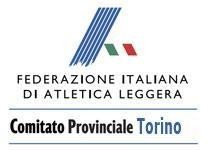 FEDERAZIONE ITALIANA
DI ATLETICA LEGGERA
Comitato Provinciale Torino